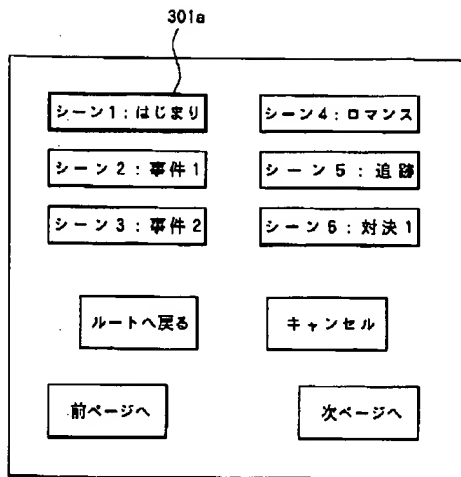 301a
シーン1:はじまり
シーン4:ロマンス
シーン2:事件1
シーン5:追跡
シーン3:事件2
シーン6:対決1
ルートへ戻る
キャンセル
前ページへ
次ページへ